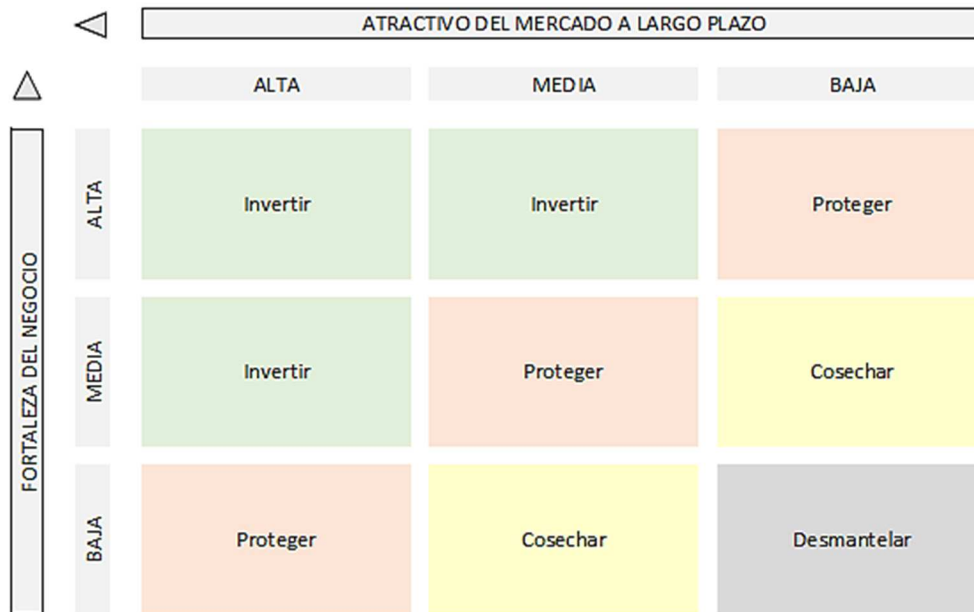 ATRACTIVO DEL MERCADO A LARGO PLAZO
ALTA
MEDIA
BAJA
FORTALEZA DEL NEGOCIO
ALTA
Invertir
Invertir
Proteger
MEDIA
Invertir
Proteger
Cosechar
BAJA
Proteger
Cosechar
Desmantelar